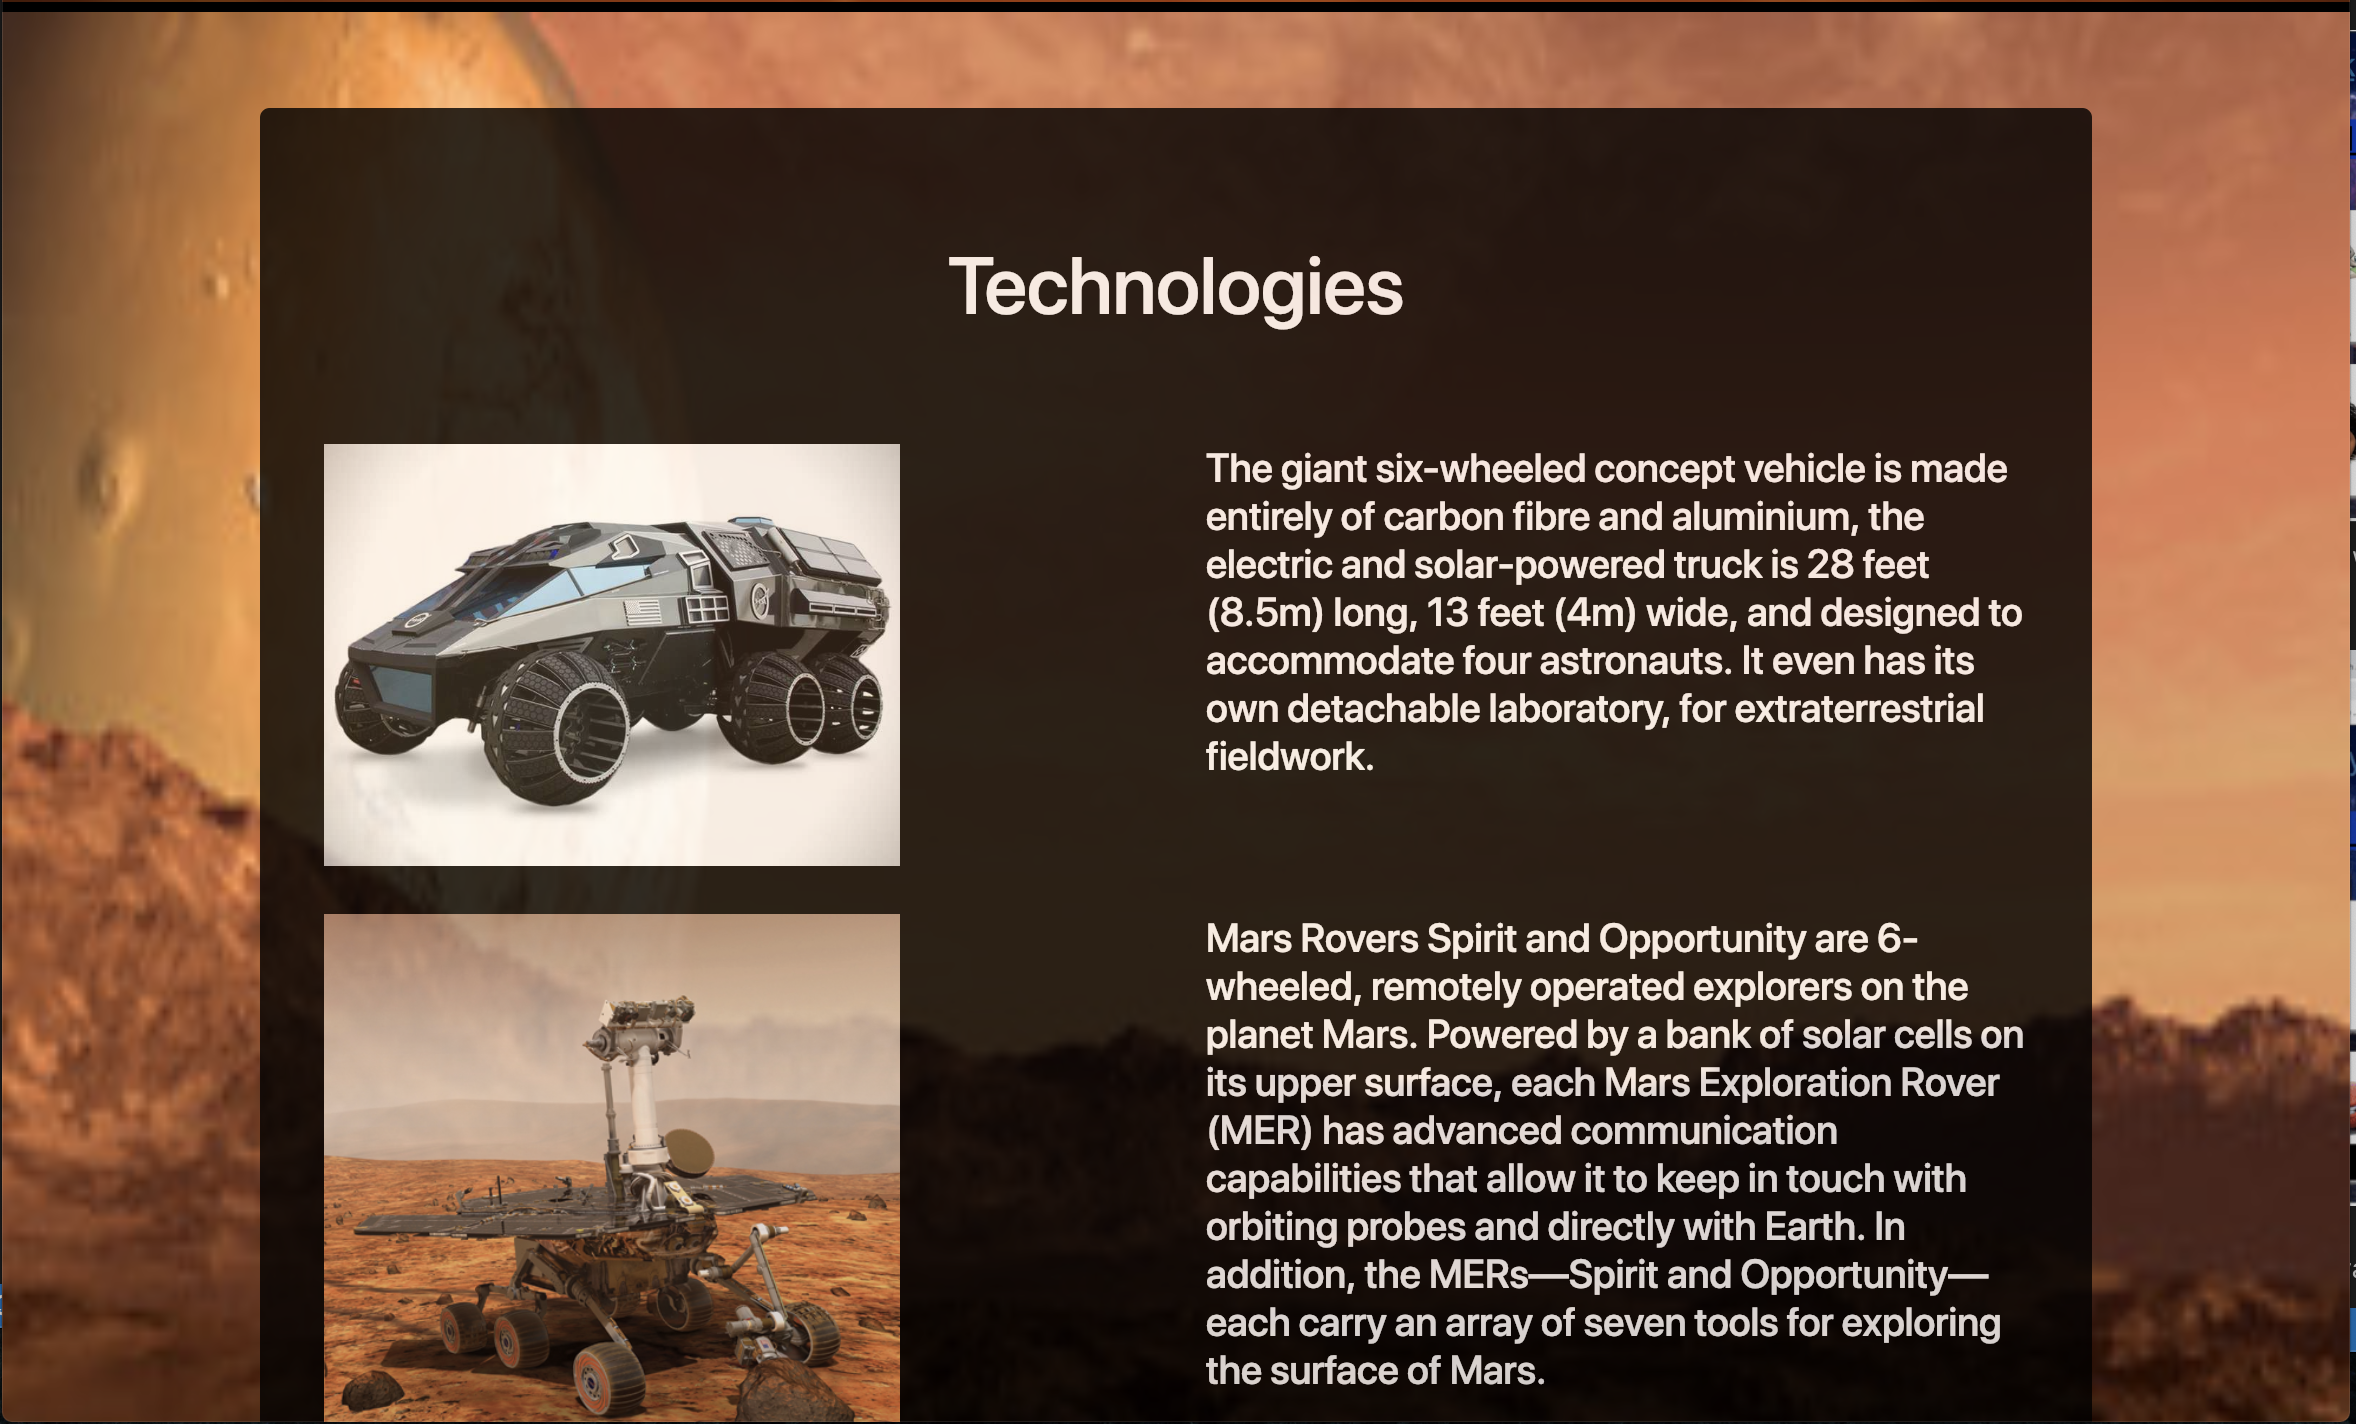 Technologies
The giant six-wheeled concept vehicle is made
entirely of carbon fibre and aluminium, the
electric and solar-powered truck is 28 feet
(8.5m) long, 13 feet (4m) wide, and designed to
accommodate four astronauts. It even has its
own detachable laboratory, for extraterrestrial
fieldwork.
Mars Rovers Spirit and Opportunity are 6-
wheeled, remotely operated explorers on the
planet Mars. Powered by a bank of solar cells on
its upper surface, each Mars Exploration Rover
(MER) has advanced communication
capabilities that allow it to keep in touch with
orbiting probes and directly with Earth. In
addition, the MERs—Spirit and Opportunity—
each carry an array of seven tools for exploring
the surface of Mars.